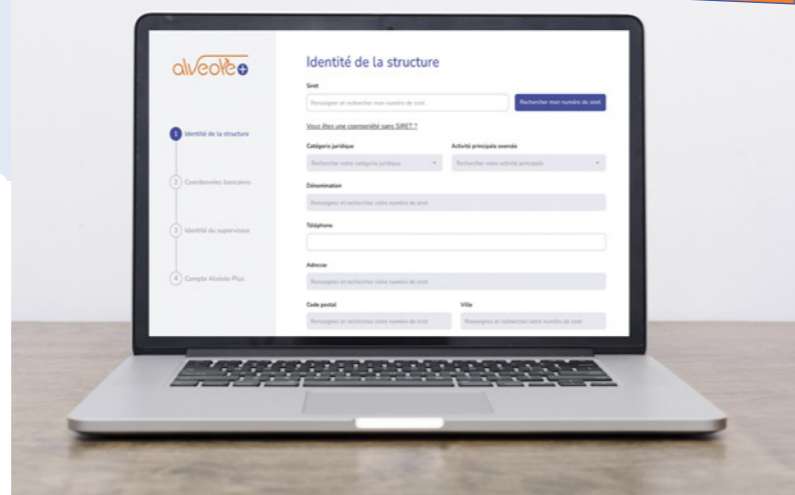 alvéole+
Identité de la structure
Siret
Renseigner et rechercher mon numéro de siret
Rechercher mon numéro de siret
Vous êtes une copropriété sans SIRET ?
1 Identité de la structure
Catégorie juridique
Activité principale exercée
Rechercher votre catégorie juridique
Rechercher votre activité principale
2 Coordonnées bancaires
Dénomination
Renseignez et recherchez votre numéro de siret
Téléphone
3 Identité du superviseur
Adresse
Renseignez et recherchez votre numéro de siret
4 Compte Alvéole Plus
Code postal
Ville
Renseignez et recherchez votre numéro de siret
Renseignez et recherchez votre numéro de siret